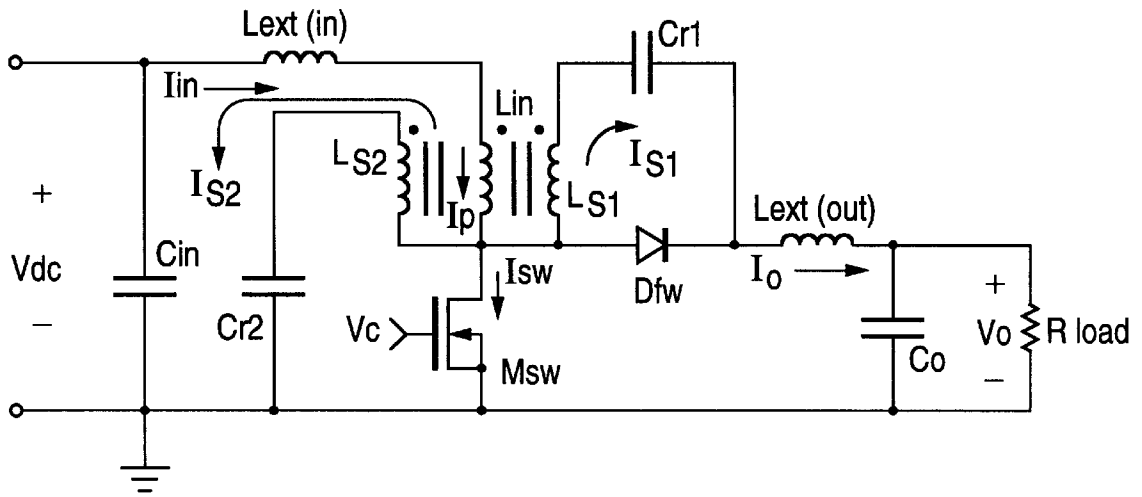 Lext (in)
Cr1
Iin
Lin
LS2
IS2
Ip
IS1
LS1
Lext (out)
+
Vdc
−
Cin
Cr2
Isw
Dfw
Io
Vc
Msw
Co
+
Vo
−
R load